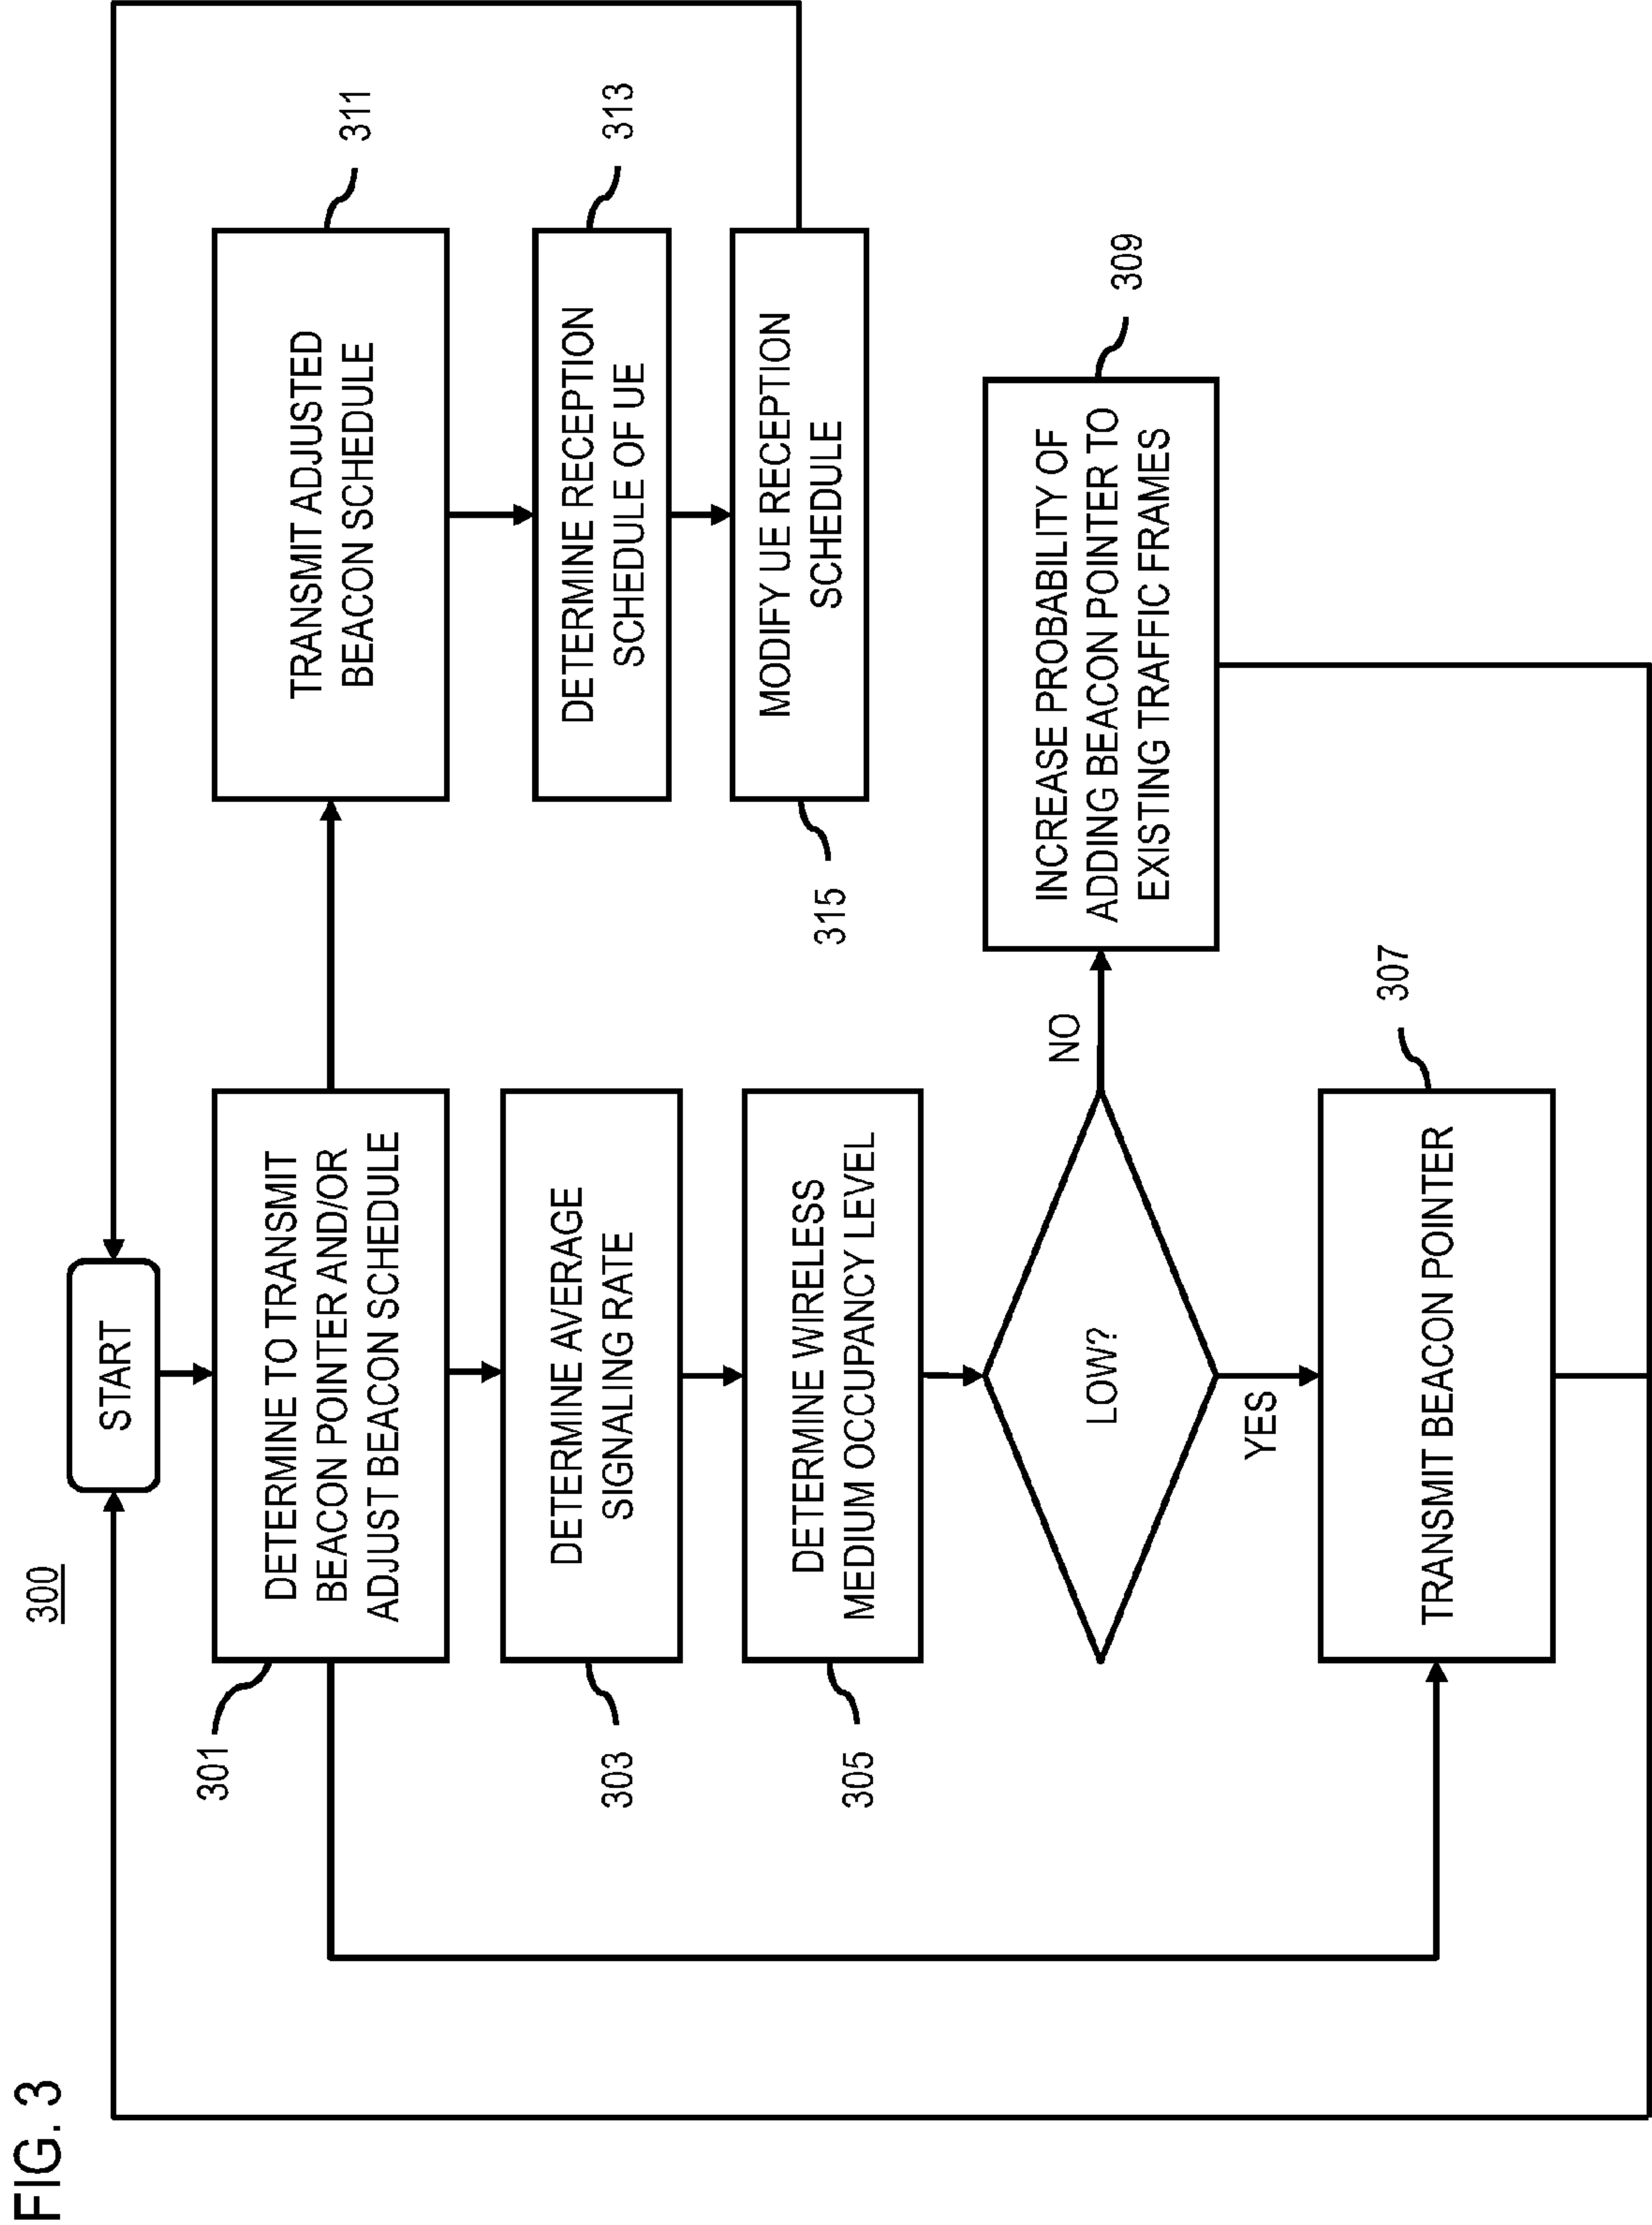 FIG. 3
300
START
301
DETERMINE TO TRANSMIT
BEACON POINTER AND/OR
ADJUST BEACON SCHEDULE
303
DETERMINE AVERAGE
SIGNALING RATE
305
DETERMINE WIRELESS
MEDIUM OCCUPANCY LEVEL
LOW?
NO
YES
307
TRANSMIT BEACON POINTER
309
INCREASE PROBABILITY OF
ADDING BEACON POINTER TO
EXISTING TRAFFIC FRAMES
311
TRANSMIT ADJUSTED
BEACON SCHEDULE
313
DETERMINE RECEPTION
SCHEDULE OF UE
315
MODIFY UE RECEPTION
SCHEDULE